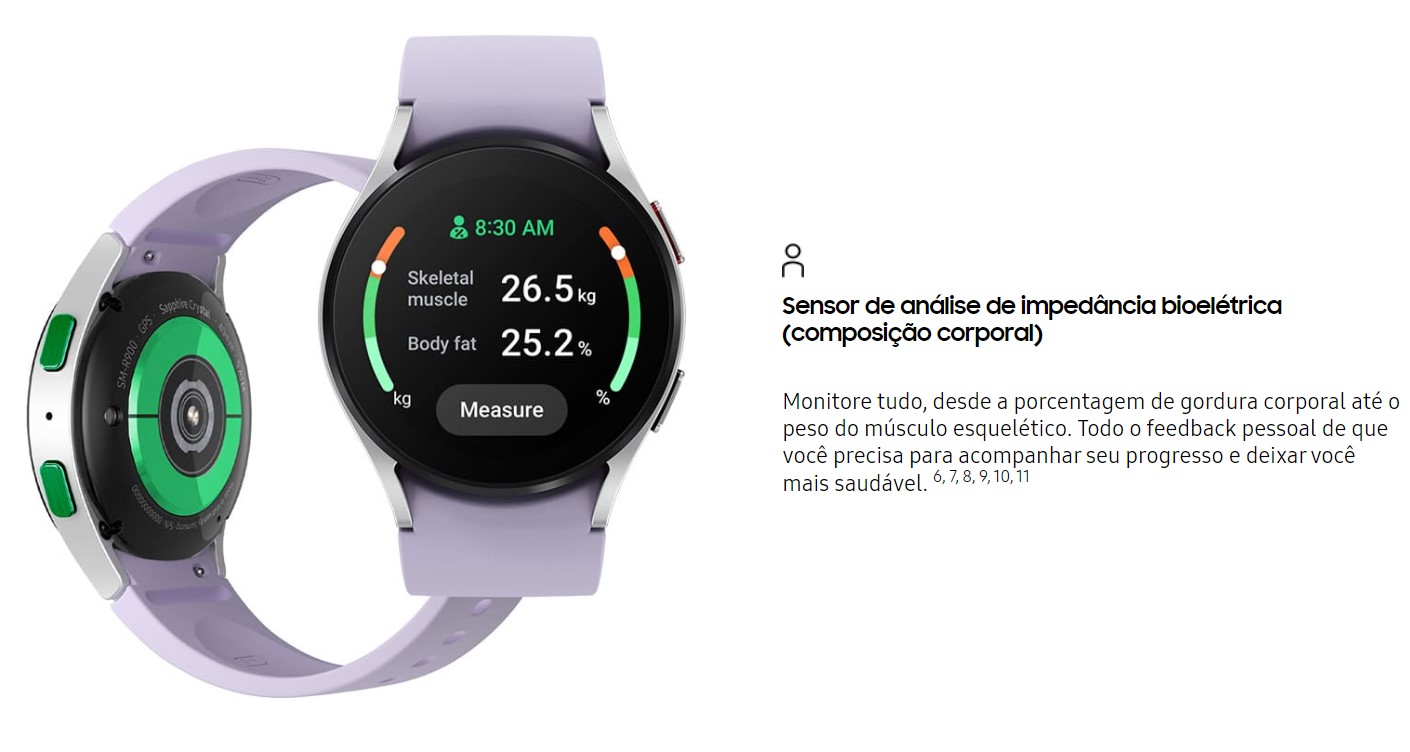 8:30 AM
Skeletal
muscle
26.5 kg
Body fat
25.2 %
kg
%
Measure
SM-R900 · GPS · Sapphire Crystal
Sensor de análise de impedância bioelétrica
(composição corporal)
Monitore tudo, desde a porcentagem de gordura corporal até o
peso do músculo esquelético. Todo o feedback pessoal de que
você precisa para acompanhar seu progresso e deixar você
mais saudável. 6, 7, 8, 9, 10, 11